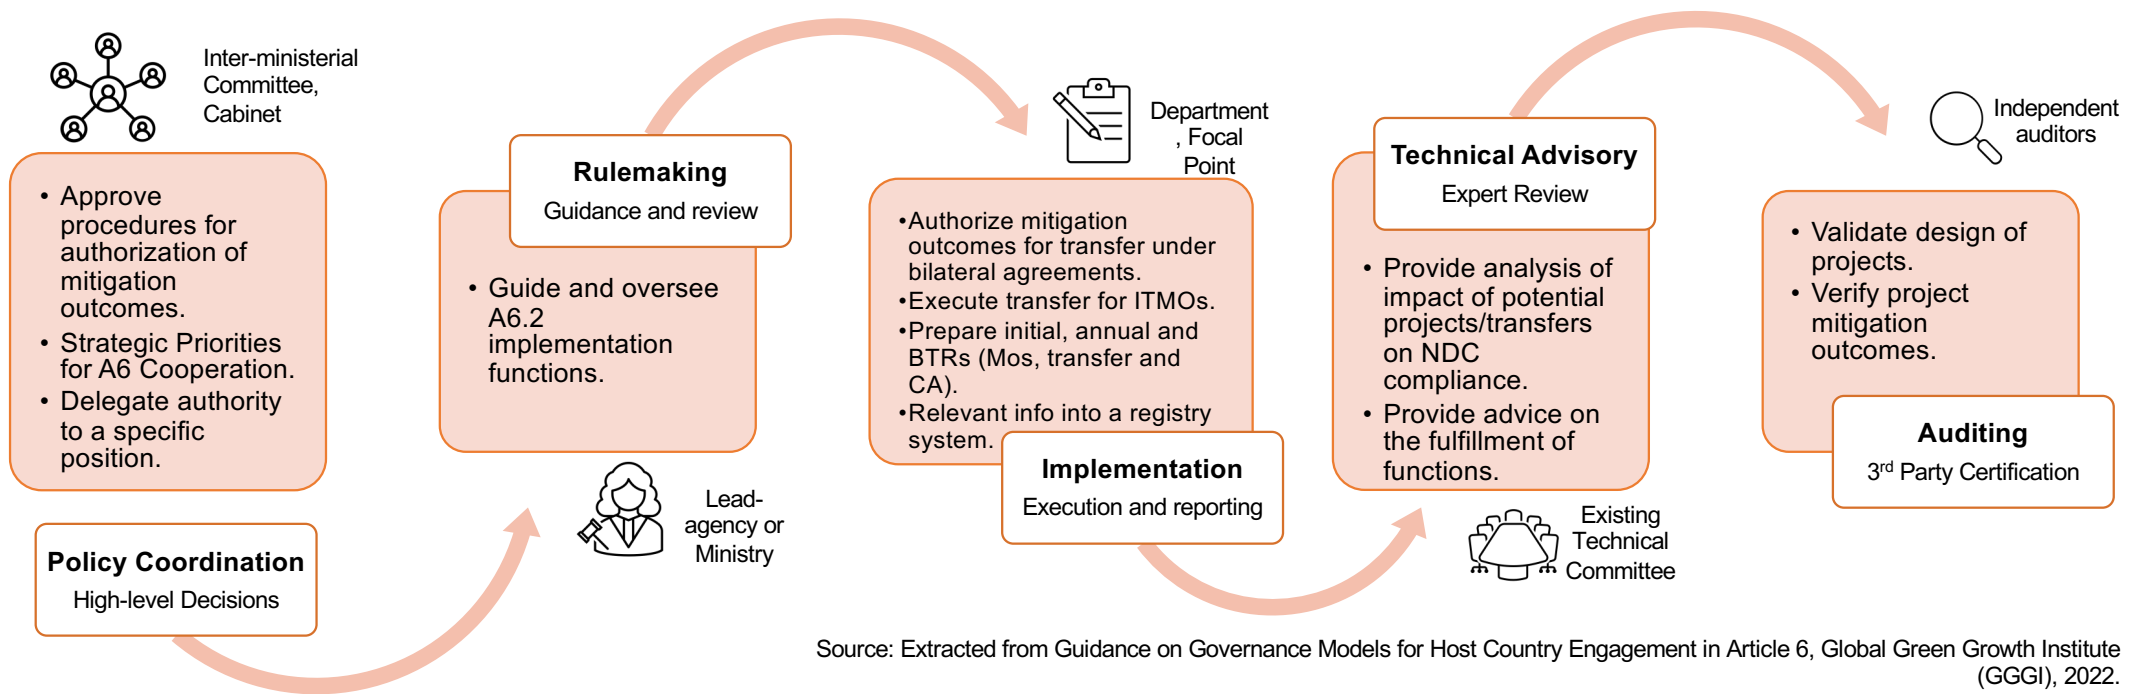 Inter-ministerial
Committee,
Cabinet
• Approve
procedures for
authorization of
mitigation
outcomes.
• Strategic Priorities
for A6 Cooperation.
• Delegate authority
to a specific
position.
Policy Coordination
High-level Decisions
Rulemaking
Guidance and review
• Guide and oversee
A6.2
implementation
functions.
Lead-
agency or
Ministry
Department
, Focal
Point
•Authorize mitigation
outcomes for transfer under
bilateral agreements.
•Execute transfer for ITMOs.
•Prepare initial, annual and
BTRs (Mos, transfer and
CA).
•Relevant info into a registry
system.
Implementation
Execution and reporting
Technical Advisory
Expert Review
• Provide analysis of
impact of potential
projects/transfers
on NDC
compliance.
• Provide advice on
the fulfillment of
functions.
Existing
Technical
Committee
Independent
auditors
• Validate design of
projects.
• Verify project
mitigation
outcomes.
Auditing
3rd Party Certification
Source: Extracted from Guidance on Governance Models for Host Country Engagement in Article 6, Global Green Growth Institute
(GGGI), 2022.